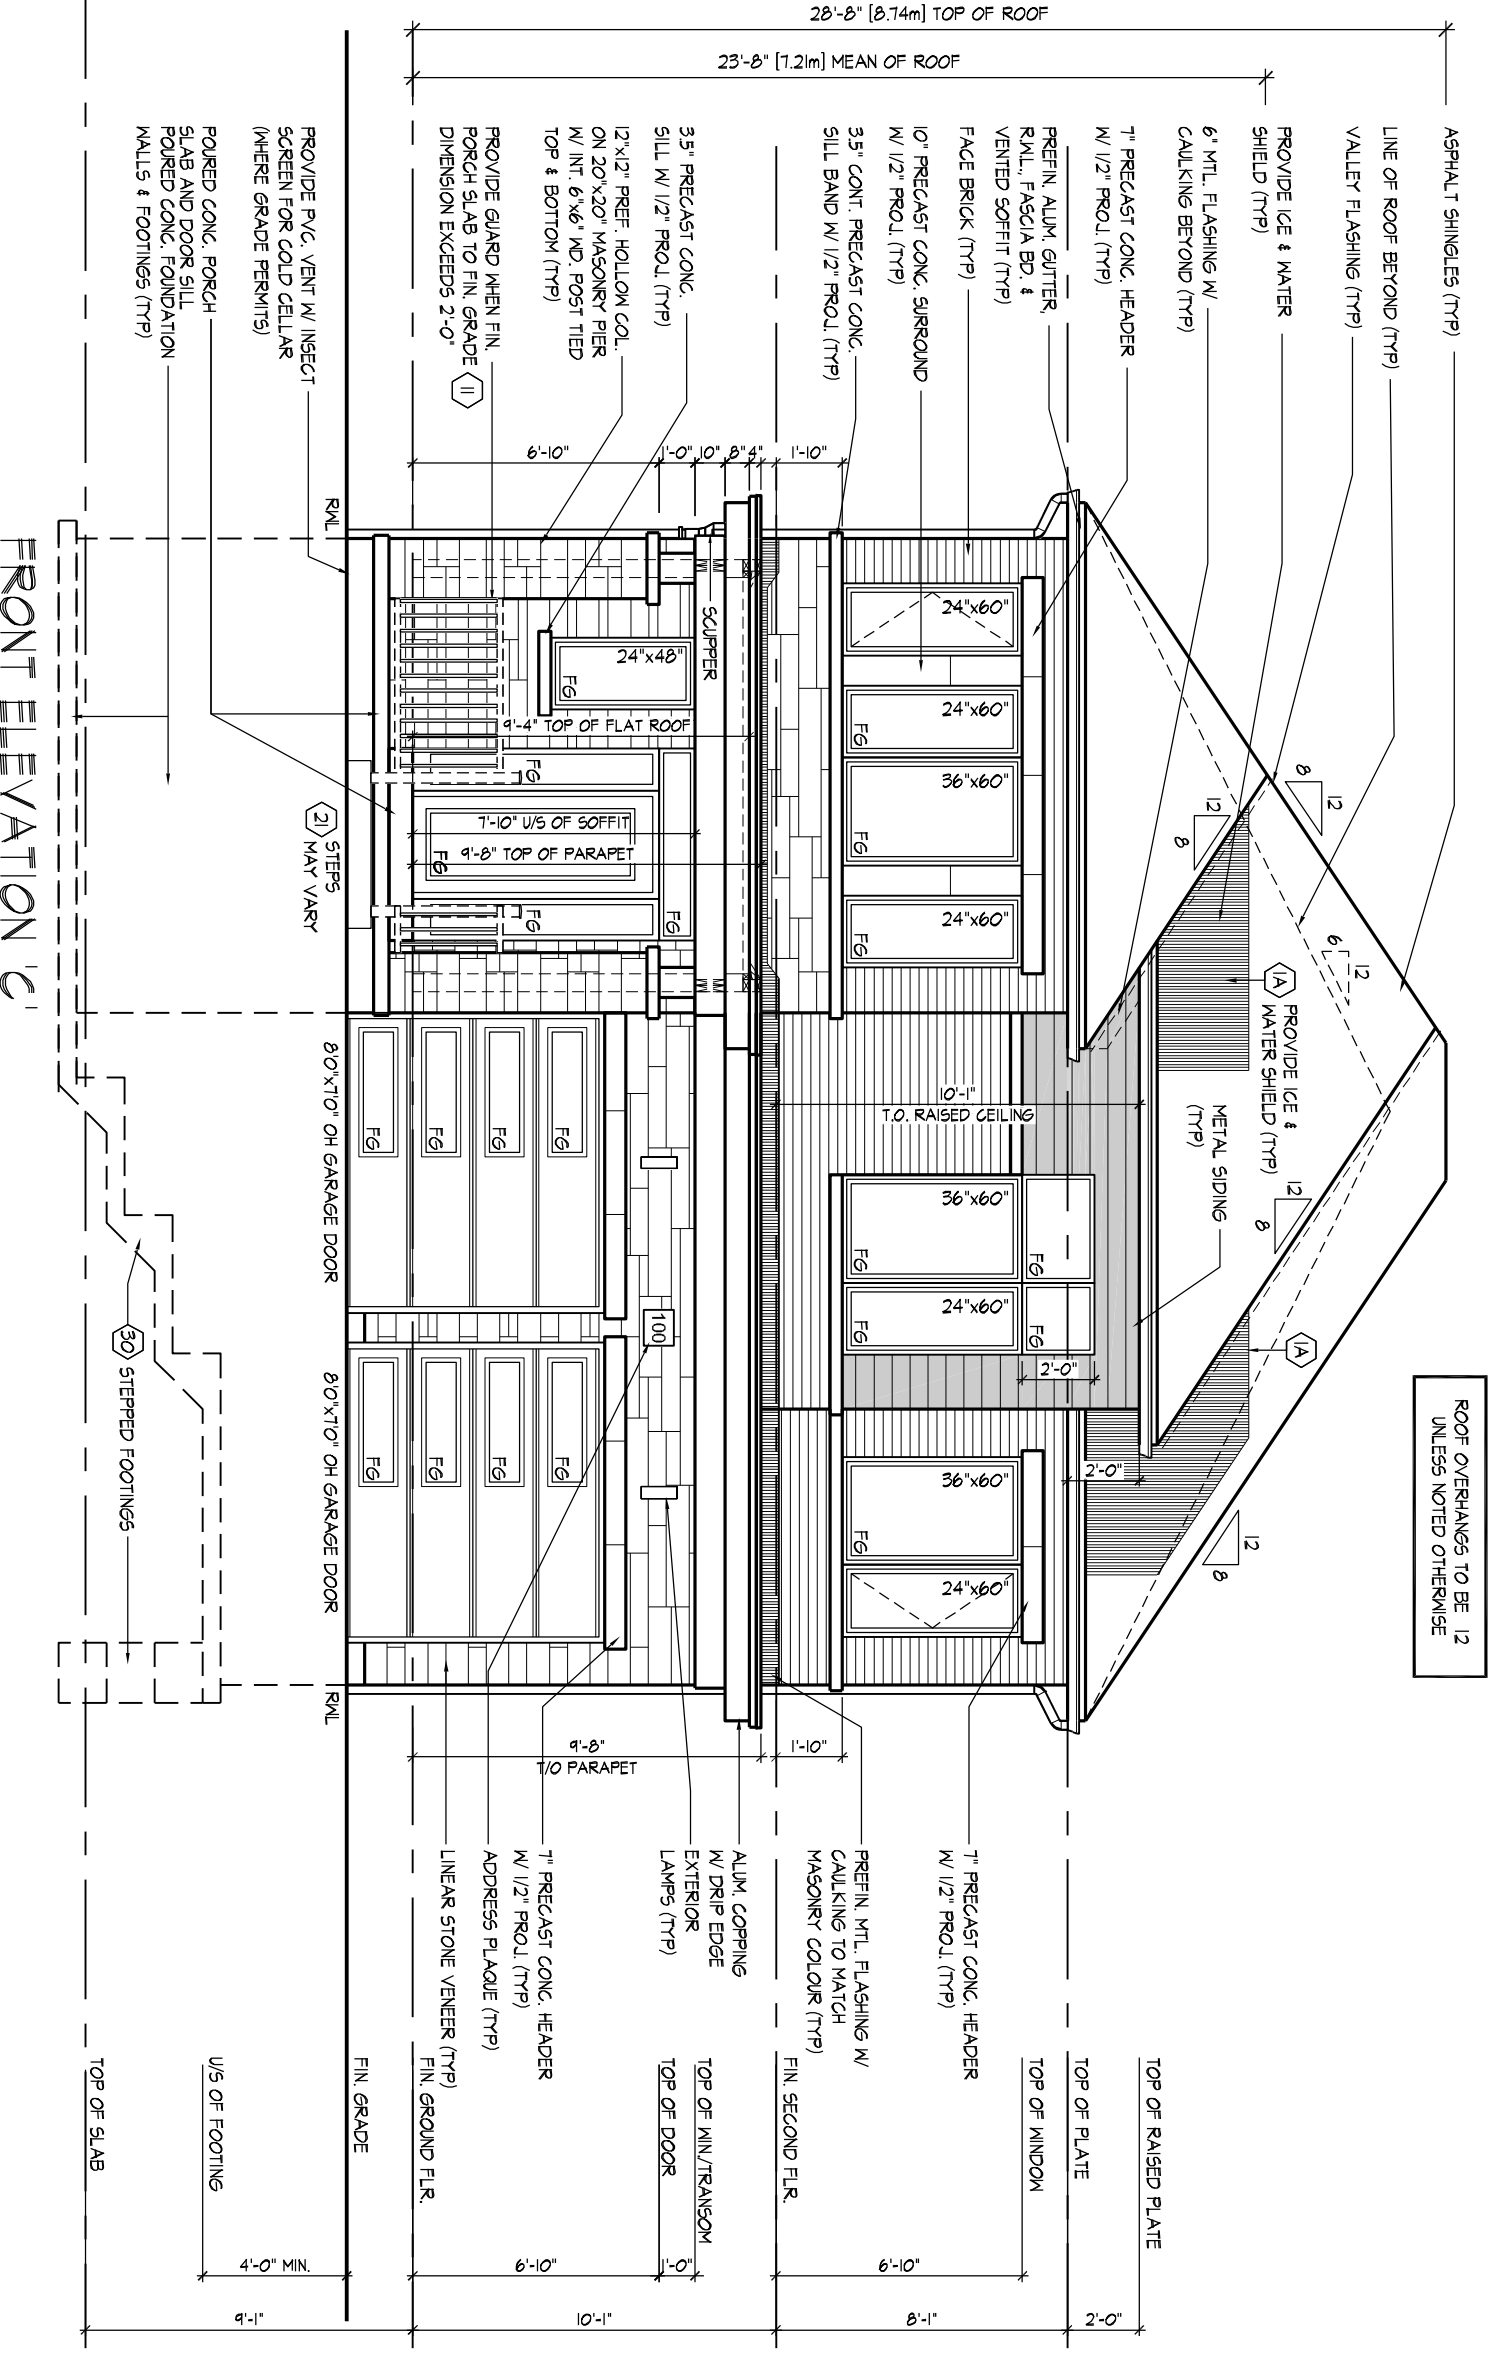 28'-8" [8.74m] TOP OF ROOF
23'-8" [7.21m] MEAN OF ROOF
ASPHALT SHINGLES (TYP)
LINE OF ROOF BEYOND (TYP)
VALLEY FLASHING (TYP)
PROVIDE ICE & WATER
SHIELD (TYP)
6" MTL. FLASHING W/
CAULKING BEYOND (TYP)
7" PRECAST CONC. HEADER
W/ 1/2" PROJ. (TYP)
PREFIN. ALUM. GUTTER,
R.W.L., FASCIA BD. &
VENTED SOFFIT (TYP)
FACE BRICK (TYP)
10" PRECAST CONC. SURROUND
W/ 1/2" PROJ. (TYP)
3.5" CONT. PRECAST CONC.
SILL BAND W/ 1/2" PROJ. (TYP)
3.5" PRECAST CONC.
SILL W/ 1/2" PROJ. (TYP)
12"x12" PREF. HOLLOW COL.
ON 20"x20" MASONRY PIER
W/ INT. 6"x6" WD. POST TIED
TOP & BOTTOM (TYP)
PROVIDE GUARD WHEN FIN.
PORCH SLAB TO FIN. GRADE
DIMENSION EXCEEDS 2'-0"
11
PROVIDE PVC. VENT W/ INSECT
SCREEN FOR COLD CELLAR
(WHERE GRADE PERMITS)
POURED CONC. PORCH
SLAB AND DOOR SILL
POURED CONC. FOUNDATION
WALLS & FOOTINGS (TYP)
6'-10"
1'-0"
10"
8"
4"
1'-10"
RWL
SCUPPER
12
8
12
8
12
6
12
8
12
8
1A
PROVIDE ICE &
WATER SHIELD (TYP)
METAL SIDING
(TYP)
1A
ROOF OVERHANGS TO BE 12
UNLESS NOTED OTHERWISE
24"x60"
24"x60"
FG
36"x60"
FG
24"x60"
FG
10'-1"
T.O. RAISED CEILING
36"x60"
FG
FG
24"x60"
FG
FG
2'-0"
2'-0"
36"x60"
FG
24"x60"
24"x48"
FG
9'-4" TOP OF FLAT ROOF
FG
7'-10" U/S OF SOFFIT
9'-8" TOP OF PARAPET
FG
FG
FG
21
STEPS
MAY VARY
FG
FG
FG
FG
8'0"x7'0" OH GARAGE DOOR
100
FG
FG
FG
FG
8'0"x7'0" OH GARAGE DOOR
RWL
30
STEPPED FOOTINGS
9'-8"
T/O PARAPET
1'-10"
7" PRECAST CONC. HEADER
W/ 1/2" PROJ. (TYP)
PREFIN. MTL. FLASHING W/
CAULKING TO MATCH
MASONRY COLOUR (TYP)
ALUM. COPPING
W/ DRIP EDGE
EXTERIOR
LAMPS (TYP)
7" PRECAST CONC. HEADER
W/ 1/2" PROJ. (TYP)
ADDRESS PLAQUE (TYP)
LINEAR STONE VENEER (TYP)
TOP OF RAISED PLATE
TOP OF PLATE
TOP OF WINDOW
FIN. SECOND FLR.
TOP OF WIN./TRANSOM
TOP OF DOOR
FIN. GROUND FLR.
FIN. GRADE
U/S OF FOOTING
TOP OF SLAB
4'-0" MIN.
6'-10"
1'-0"
6'-10"
9'-1"
10'-1"
8'-1"
2'-0"
FRONT ELEVATION 'C'